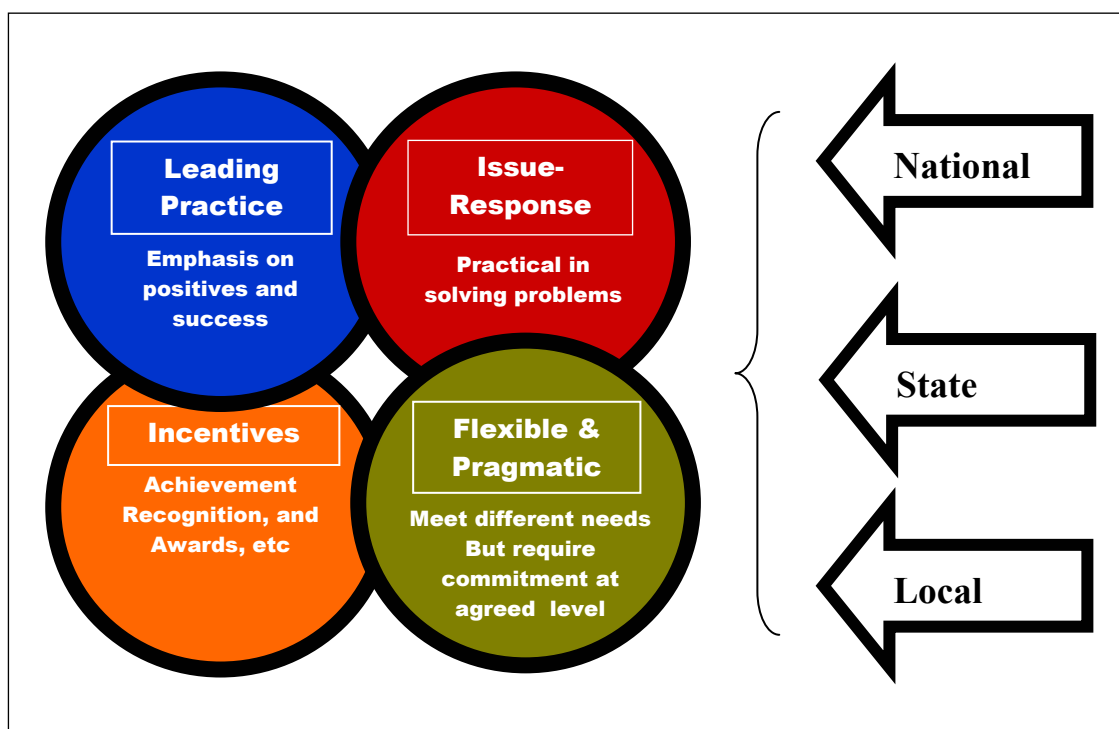 Leading
Practice
Emphasis on
positives and
success
Issue-
Response
Practical in
solving problems
Incentives
Achievement
Recognition, and
Awards, etc
Flexible &
Pragmatic
Meet different needs
But require
commitment at
agreed level
National
State
Local